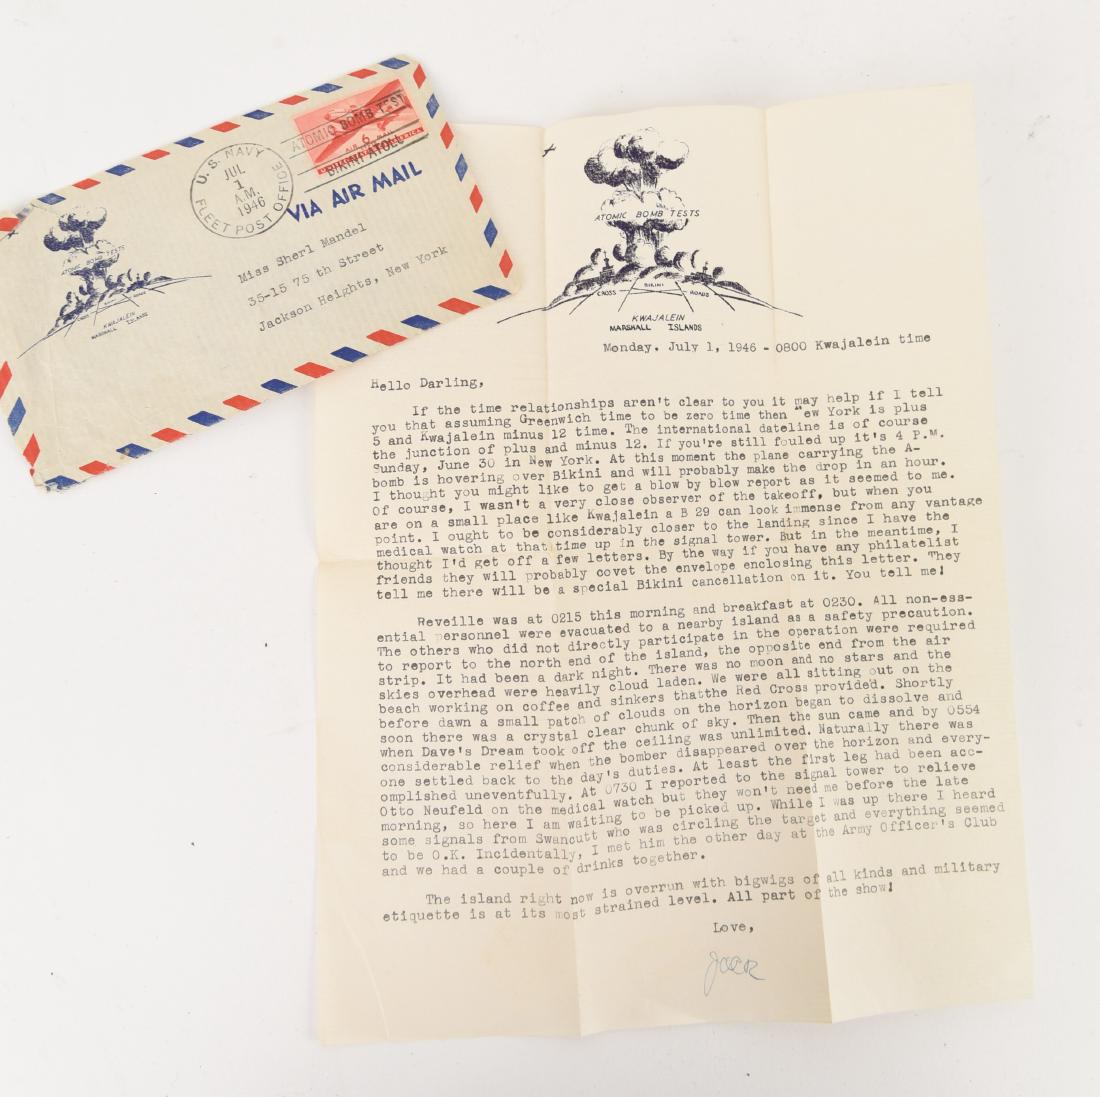 U.S. NAVY
JUL
1
A.M.
1946
FLEET POST OFFICE
ATOMIC BOMB TEST
BIKINI ATOLL
6
AIR MAIL
VIA AIR MAIL
Miss Sherl Mandel
35-15 75 th Street
Jackson Heights, New York
TESTS
CROSS BIKINI ROADS
KWAJALEIN
MARSHALL ISLANDS
ATOMIC BOMB TESTS
CROSS BIKINI ROADS
KWAJALEIN
MARSHALL ISLANDS
Monday. July 1, 1946 - 0800 Kwajalein time
Hello Darling,
If the time relationships aren't clear to you it may help if I tell
you that assuming Greenwich time to be zero time then New York is plus
5 and Kwajalein minus 12 time. The international dateline is of course
the junction of plus and minus 12. If you're still fouled up it's 4 P.M.
Sunday, June 30 in New York. At this moment the plane carrying the A-
bomb is hovering over Bikini and will probably make the drop in an hour.
I thought you might like to get a blow by blow report as it seemed to me.
Of course, I wasn't a very close observer of the takeoff, but when you
are on a small place like Kwajalein a B 29 can look immense from any vantage
point. I ought to be considerably closer to the landing since I have the
medical watch at that time up in the signal tower. But in the meantime, I
thought I'd get off a few letters. By the way if you have any philatelist
friends they will probably covet the envelope enclosing this letter. They
tell me there will be a special Bikini cancellation on it. You tell me!
Reveille was at 0215 this morning and breakfast at 0230. All non-ess-
ential personnel were evacuated to a nearby island as a safety precaution.
The others who did not directly participate in the operation were required
to report to the north end of the island, the opposite end from the air
strip. It had been a dark night. There was no moon and no stars and the
skies overhead were heavily cloud laden. We were all sitting out on the
beach working on coffee and sinkers thatthe Red Cross provided. Shortly
before dawn a small patch of clouds on the horizon began to dissolve and
soon there was a crystal clear chunk of sky. Then the sun came and by 0554
when Dave's Dream took off the ceiling was unlimited. Naturally there was
considerable relief when the bomber disappeared over the horizon and every-
one settled back to the day's duties. At least the first leg had been acc-
omplished uneventfully. At 0730 I reported to the signal tower to relieve
Otto Neufeld on the medical watch but they won't need me before the late
morning, so here I am waiting to be picked up. While I was up there I heard
some signals from Swancutt who was circling the target and everything seemed
to be O.K. Incidentally, I met him the other day at the Army Officer's Club
and we had a couple of drinks together.
The island right now is overrun with bigwigs of all kinds and military
etiquette is at its most strained level. All part of the show!
Love,